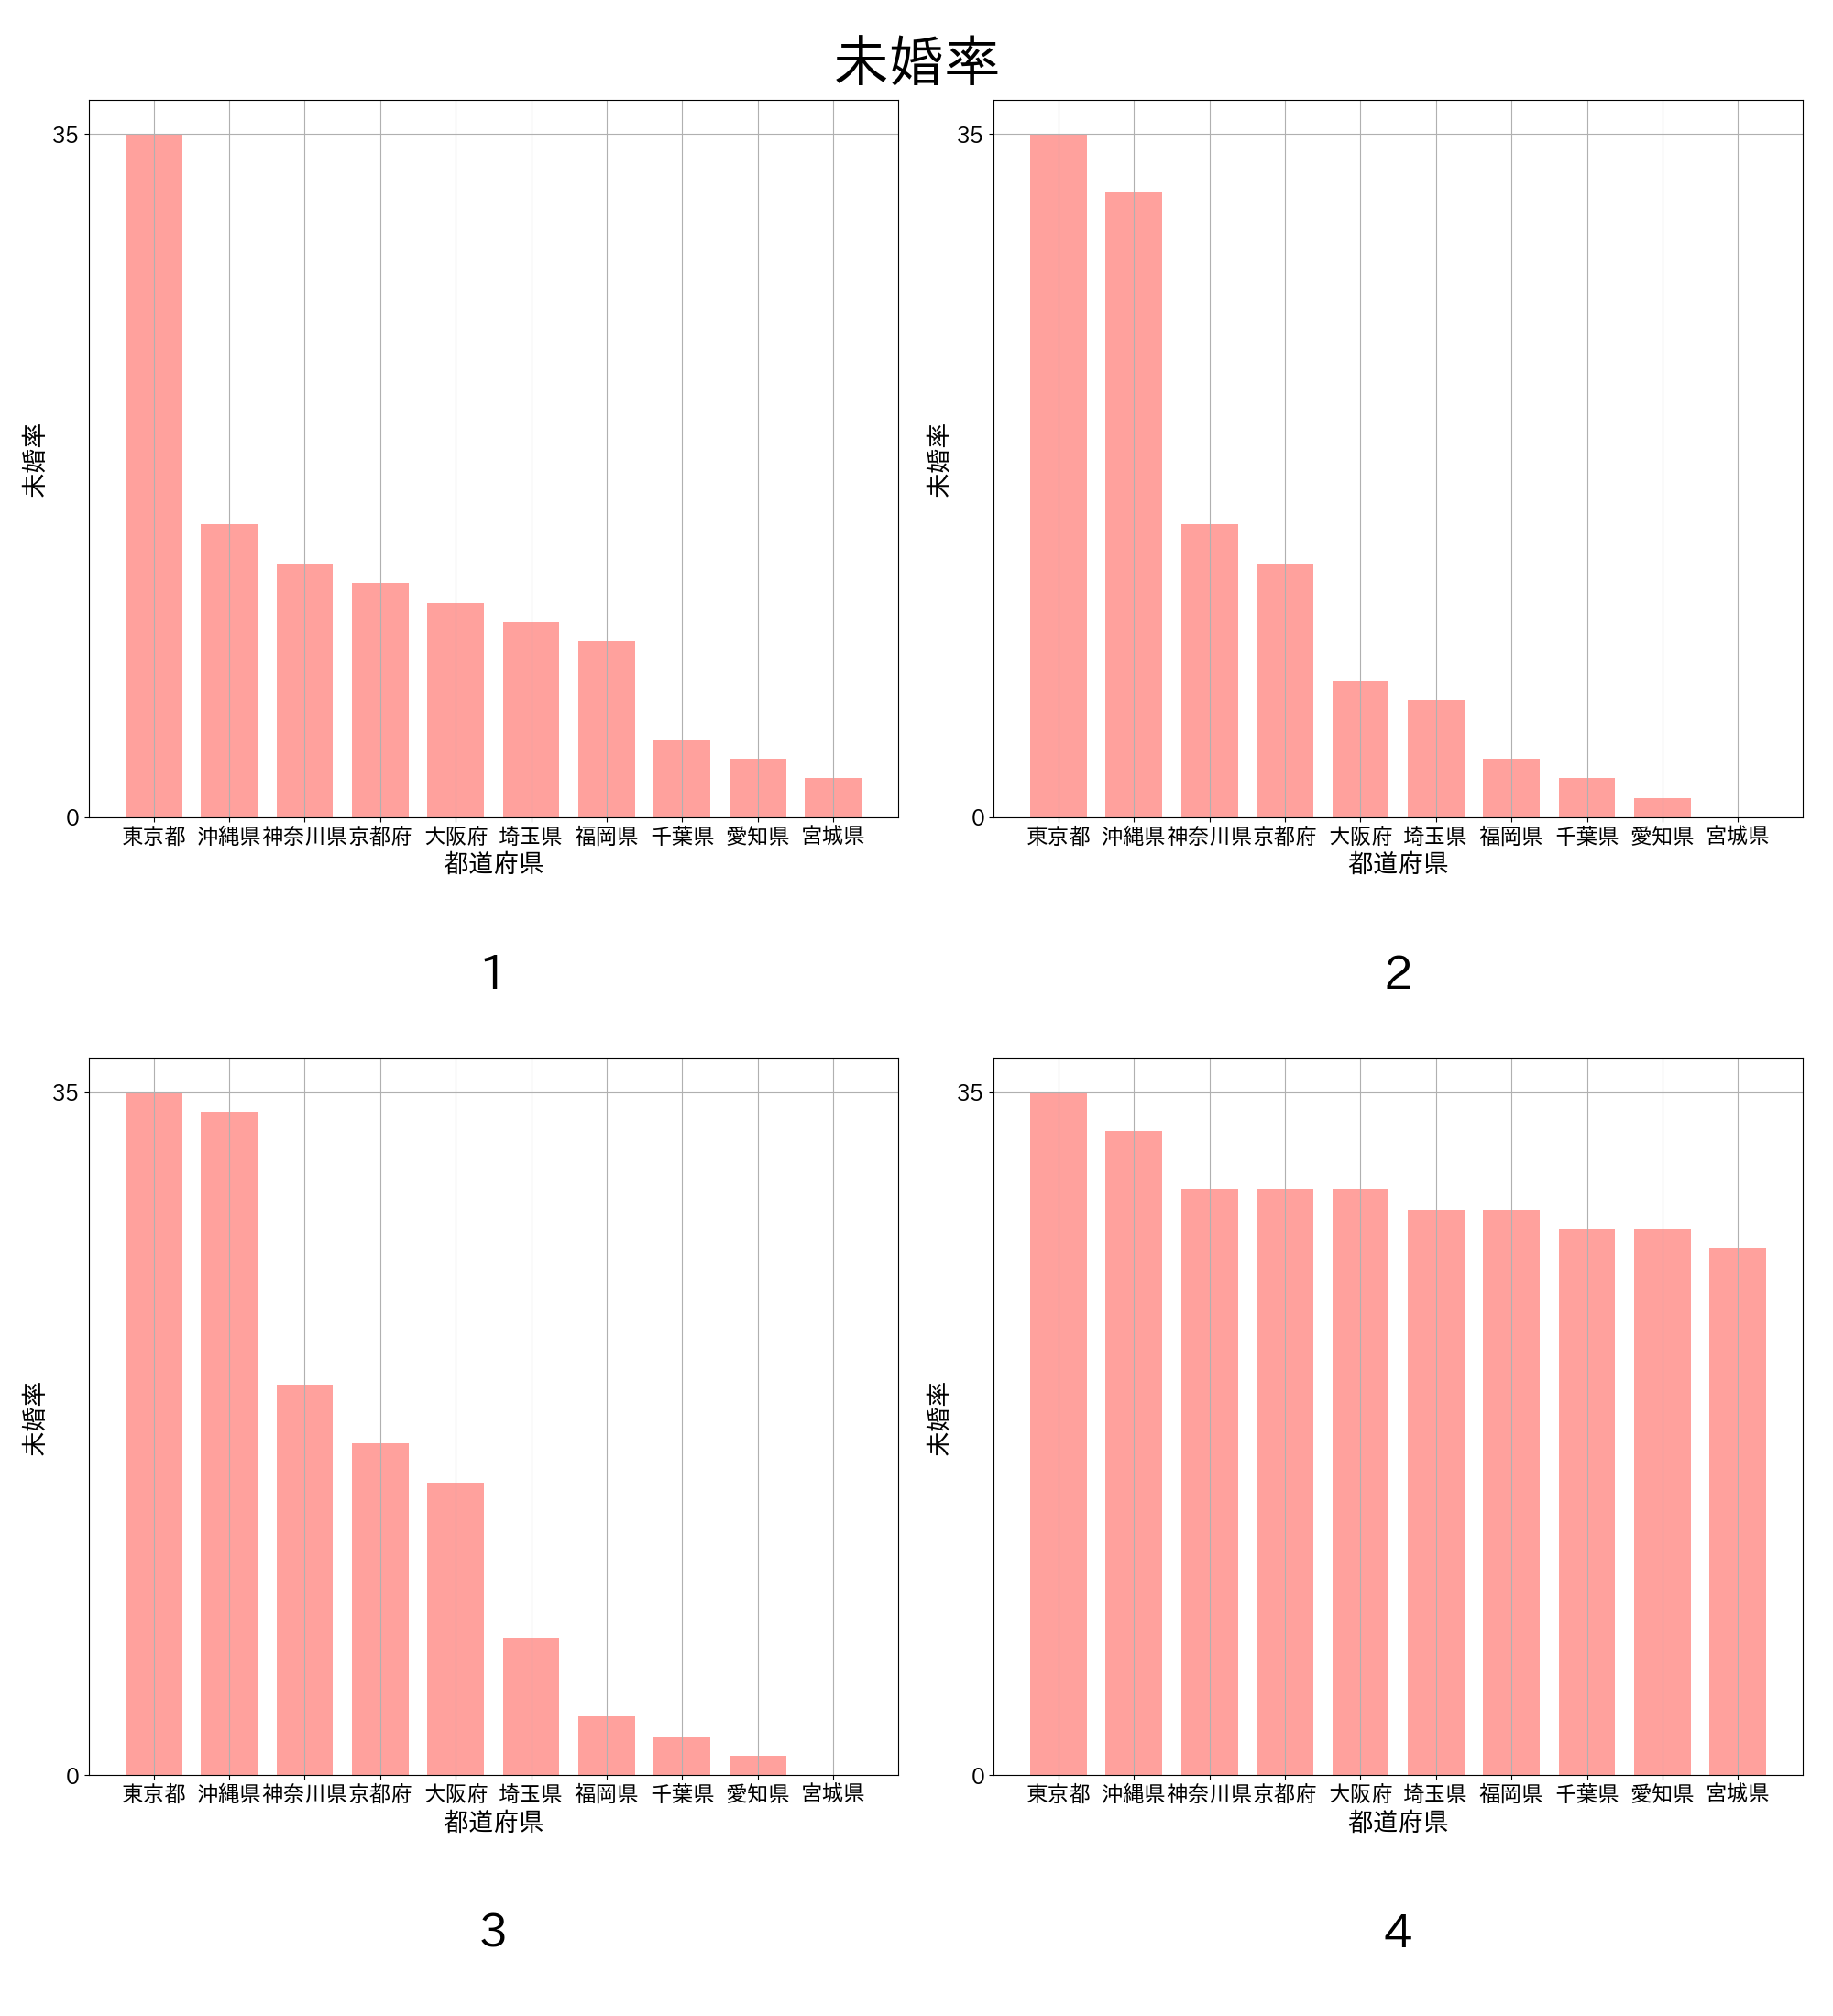 未婚率
35
0
未婚率
東京都 沖縄県 神奈川県 京都府 大阪府 埼玉県 福岡県 千葉県 愛知県 宮城県
都道府県
1
35
0
未婚率
東京都 沖縄県 神奈川県 京都府 大阪府 埼玉県 福岡県 千葉県 愛知県 宮城県
都道府県
2
35
0
未婚率
東京都 沖縄県 神奈川県 京都府 大阪府 埼玉県 福岡県 千葉県 愛知県 宮城県
都道府県
3
35
0
未婚率
東京都 沖縄県 神奈川県 京都府 大阪府 埼玉県 福岡県 千葉県 愛知県 宮城県
都道府県
4